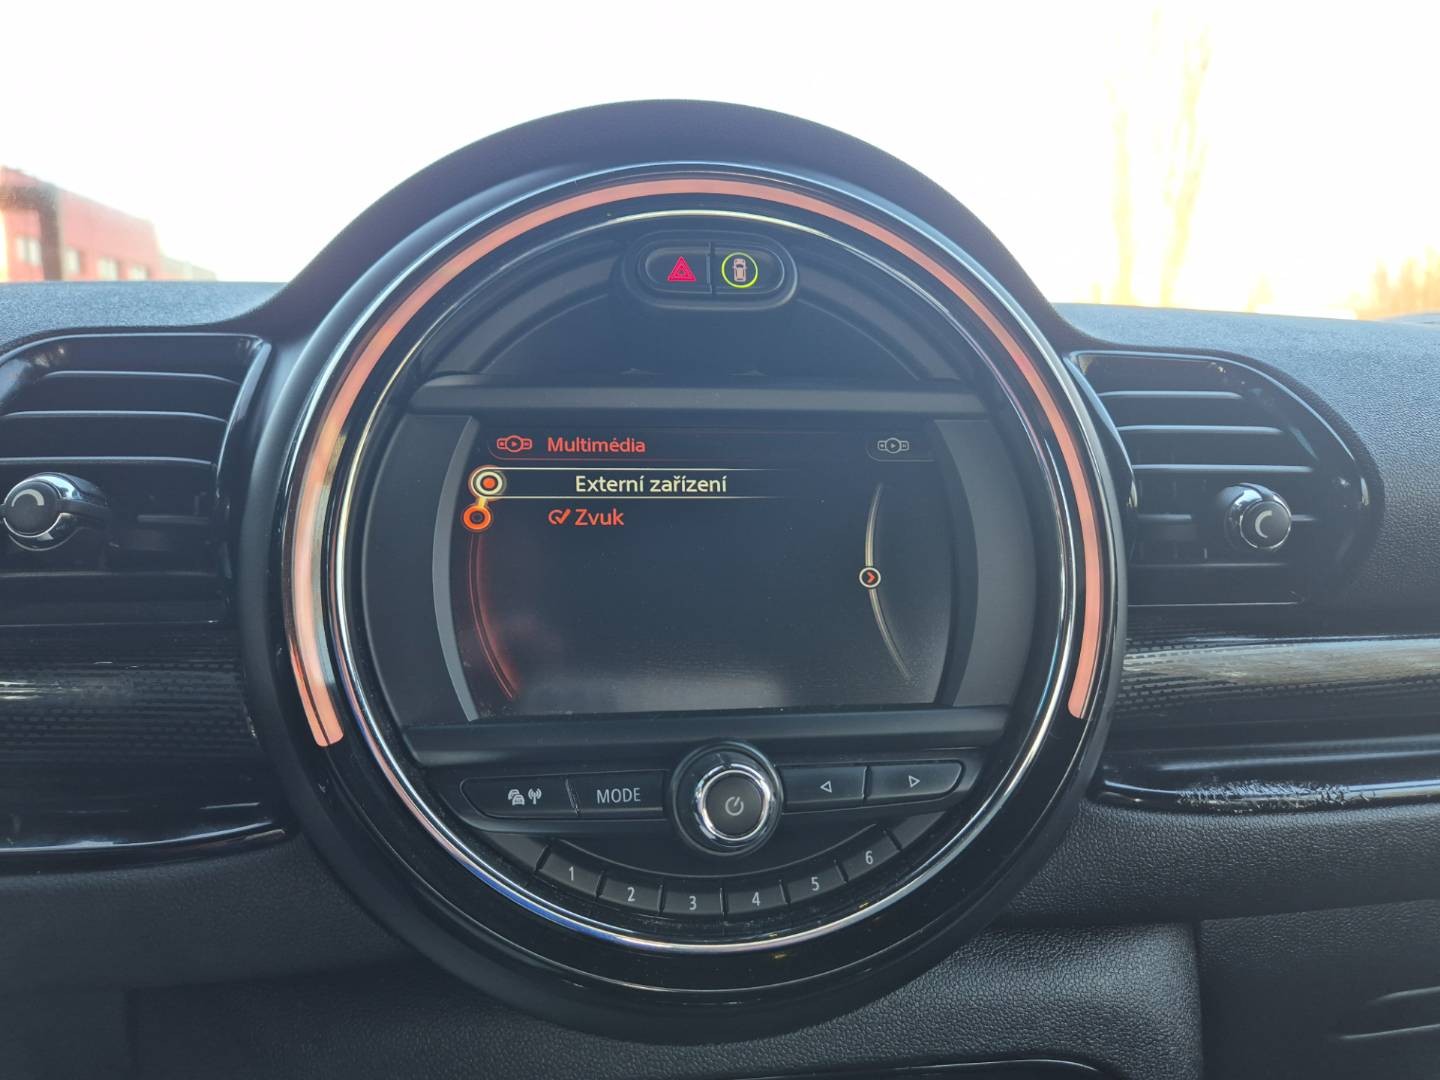 Multimédia
Externí zařízení
Zvuk
MODE
1 2 3 4 5 6